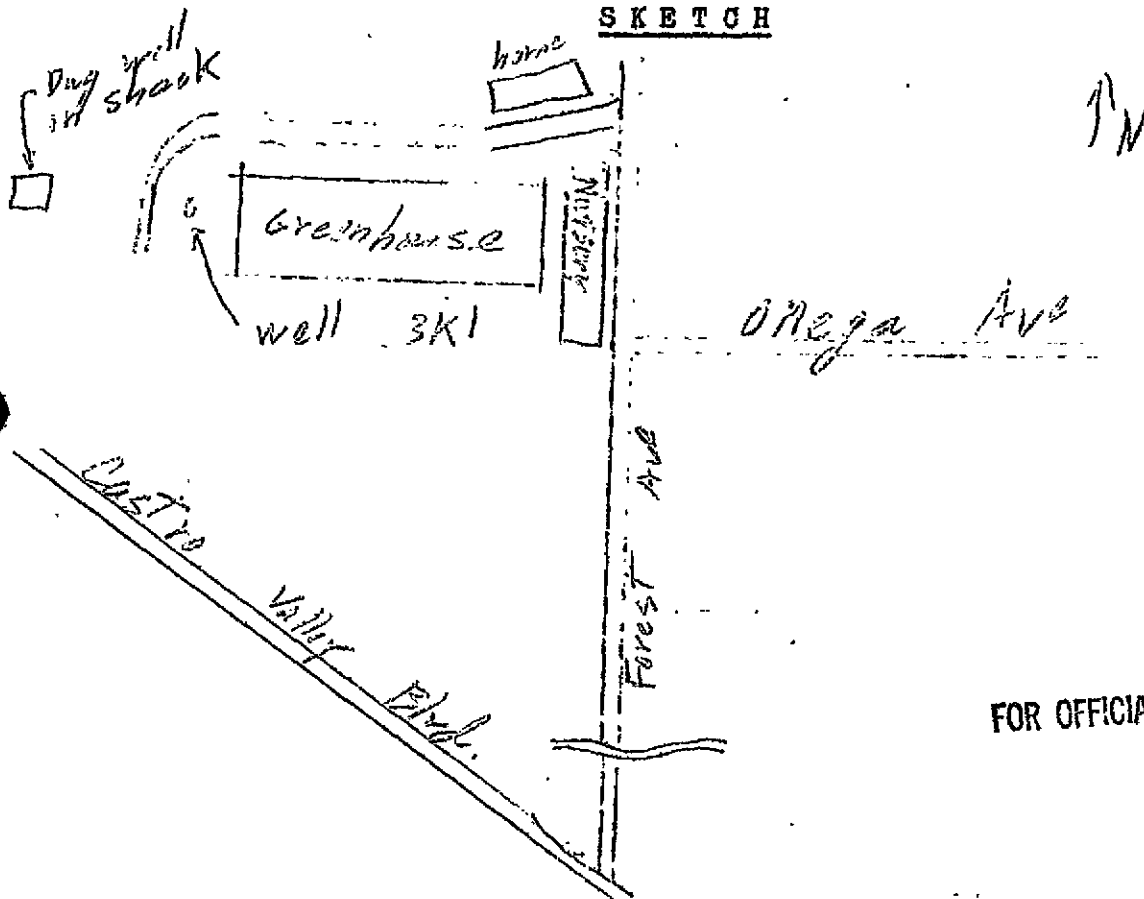 SKETCH
Dug well
in shack
home
N
Greenhouse
Nursery
well 3K1
Omega Ave
Forest Ave
Castro Valley Blvd.
FOR OFFICIA